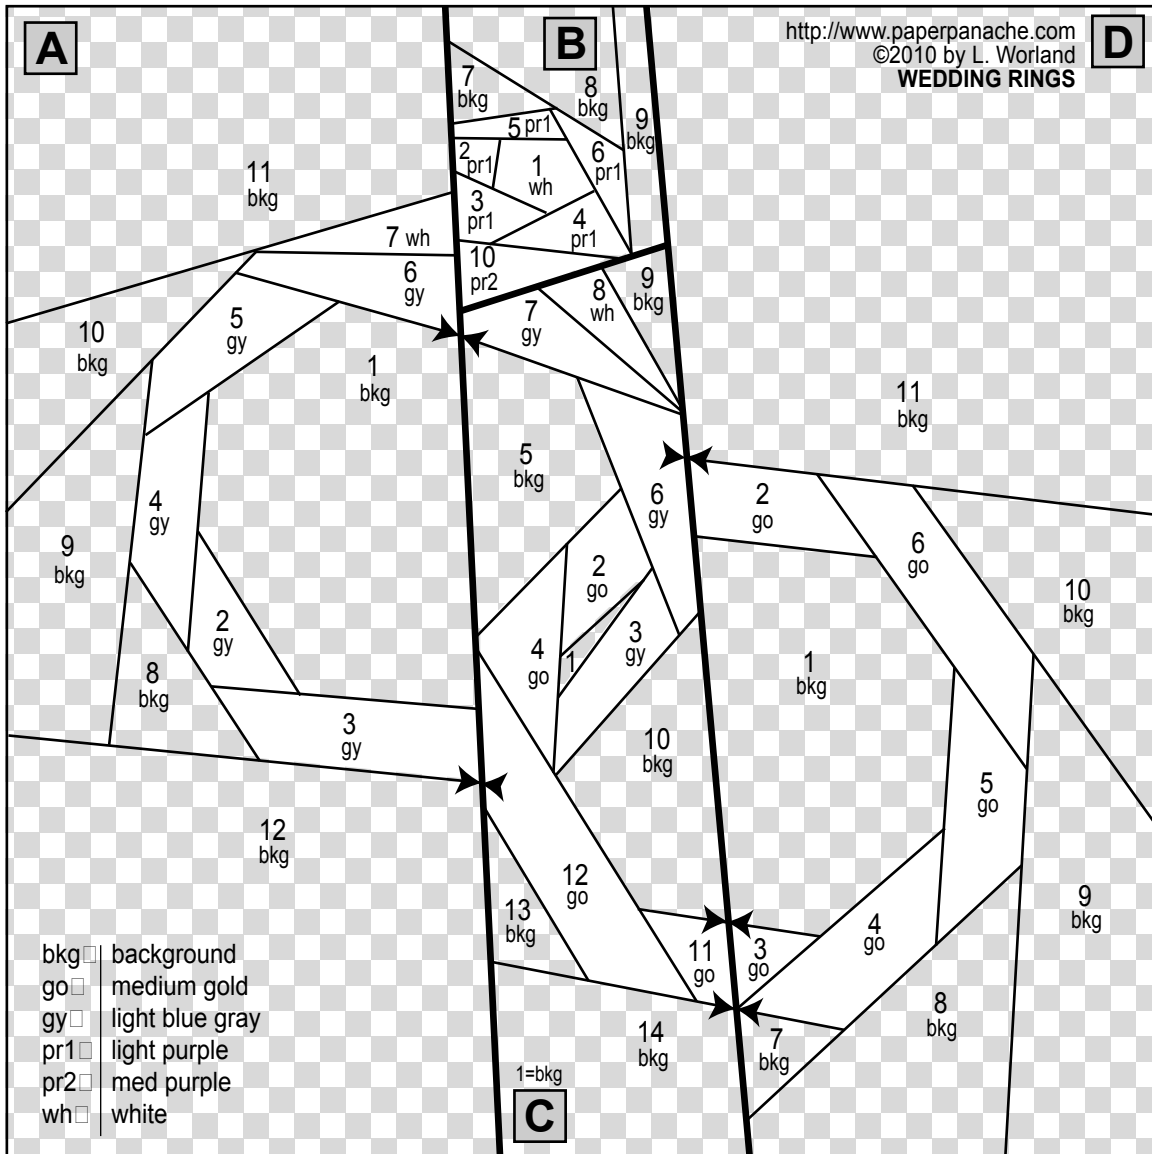 A
B
D
http://www.paperpanache.com
©2010 by L. Worland
WEDDING RINGS
7
bkg
8
bkg
9
bkg
5 pr1
2 pr1
1
wh
6
pr1
11
bkg
3
pr1
4
pr1
7 wh
10
pr2
6
gy
9
bkg
8
wh
7
gy
5
gy
10
bkg
1
bkg
11
bkg
5
bkg
4
gy
6
gy
2
go
9
bkg
6
go
2
go
10
bkg
2
gy
3
gy
4
go
1
1
bkg
8
bkg
3
gy
10
bkg
5
go
12
bkg
12
go
13
bkg
9
bkg
4
go
11
go
3
go
bkg background
go medium gold
gy light blue gray
pr1 light purple
pr2 med purple
wh white
8
bkg
14
bkg
7
bkg
1=bkg
C